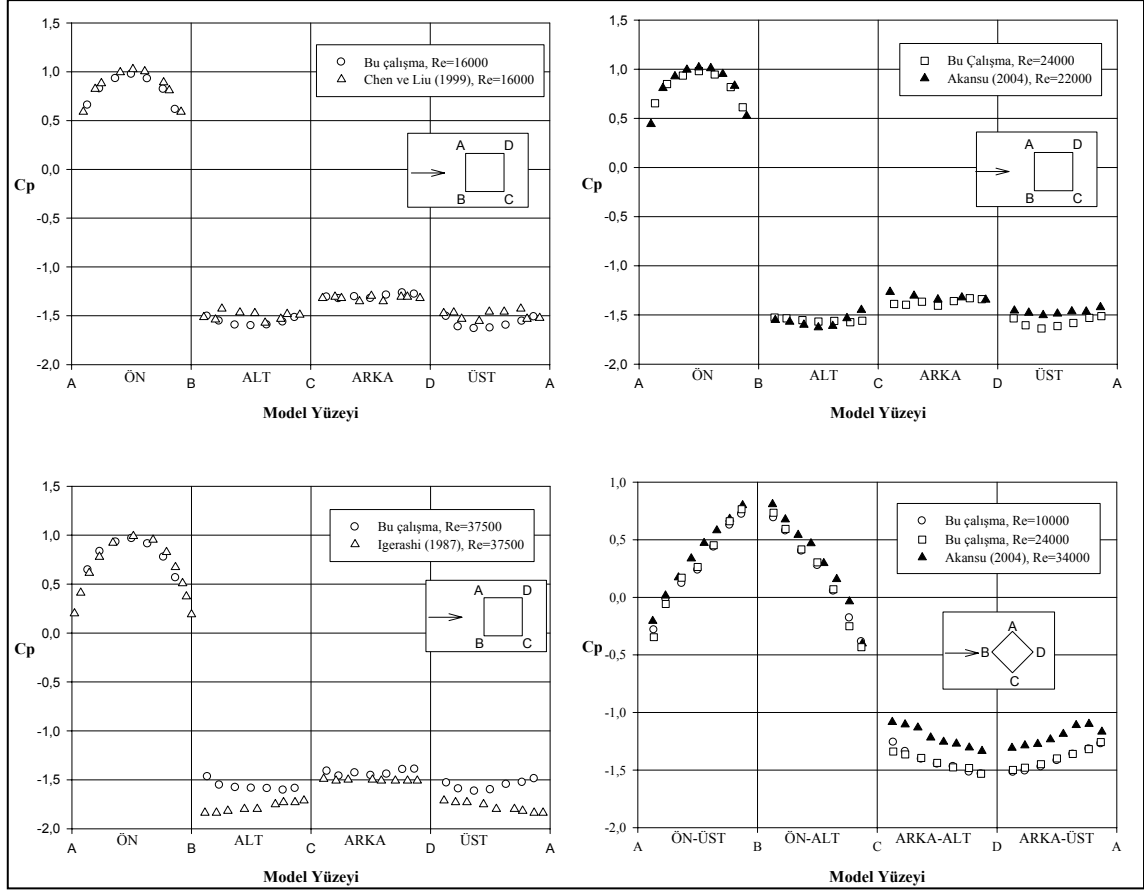 1,5
1,0
0,5
0,0
Cp
-0,5
-1,0
-1,5
-2,0
Bu çalışma, Re=16000
Chen ve Liu (1999), Re=16000
A D
B C
ÖN ALT ARKA ÜST
A B C D A
Model Yüzeyi
1,5
1,0
0,5
0,0
Cp
-0,5
-1,0
-1,5
-2,0
Bu Çalışma, Re=24000
Akansu (2004), Re=22000
A D
B C
ÖN ALT ARKA ÜST
A B C D A
Model Yüzeyi
1,5
1,0
0,5
0,0
Cp
-0,5
-1,0
-1,5
-2,0
Bu çalışma, Re=37500
Igerashi (1987), Re=37500
A D
B C
ÖN ALT ARKA ÜST
A B C D A
Model Yüzeyi
1,0
0,5
0,0
Cp
-0,5
-1,0
-1,5
-2,0
Bu çalışma, Re=10000
Bu çalışma, Re=24000
Akansu (2004), Re=34000
A
B D
C
ÖN-ÜST ÖN-ALT ARKA-ALT ARKA-ÜST
A B C D A
Model Yüzeyi